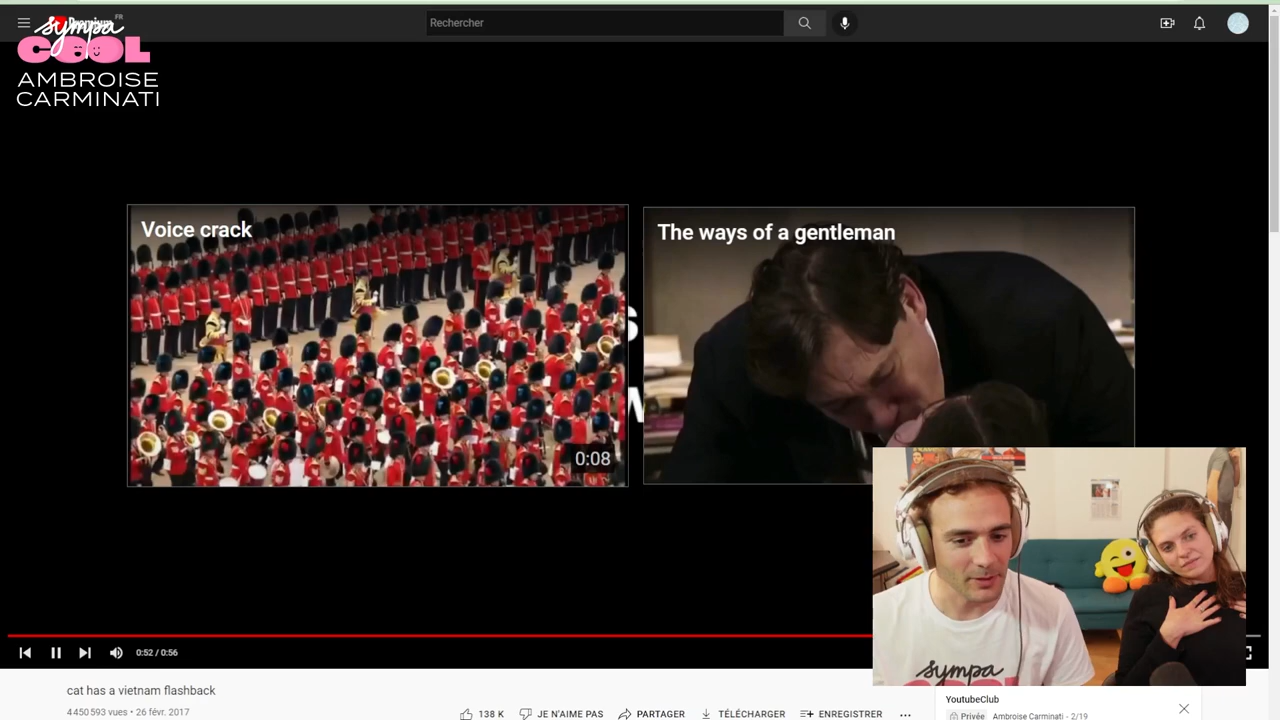 Premium
FR
sympa
COOL
AMBROISE
CARMINATI
Rechercher
Voice crack
The ways of a gentleman
S
W
0:08
0:52 / 0:56
sympa
cat has a vietnam flashback
4 450 593 vues • 26 févr. 2017
138 K
JE N'AIME PAS
PARTAGER
TÉLÉCHARGER
ENREGISTRER
YoutubeClub
Privée
Ambroise Carminati - 2/19